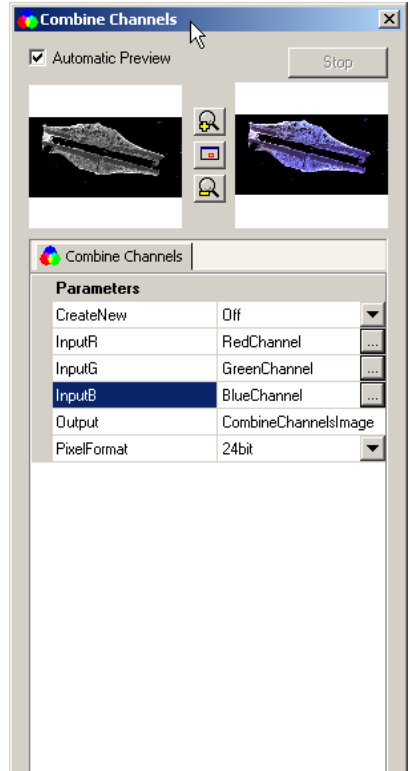 Combine Channels
Automatic Preview
Stop
Combine Channels
Parameters
CreateNew Off
InputR RedChannel ...
InputG GreenChannel ...
InputB BlueChannel ...
Output CombineChannelsImage
PixelFormat 24bit